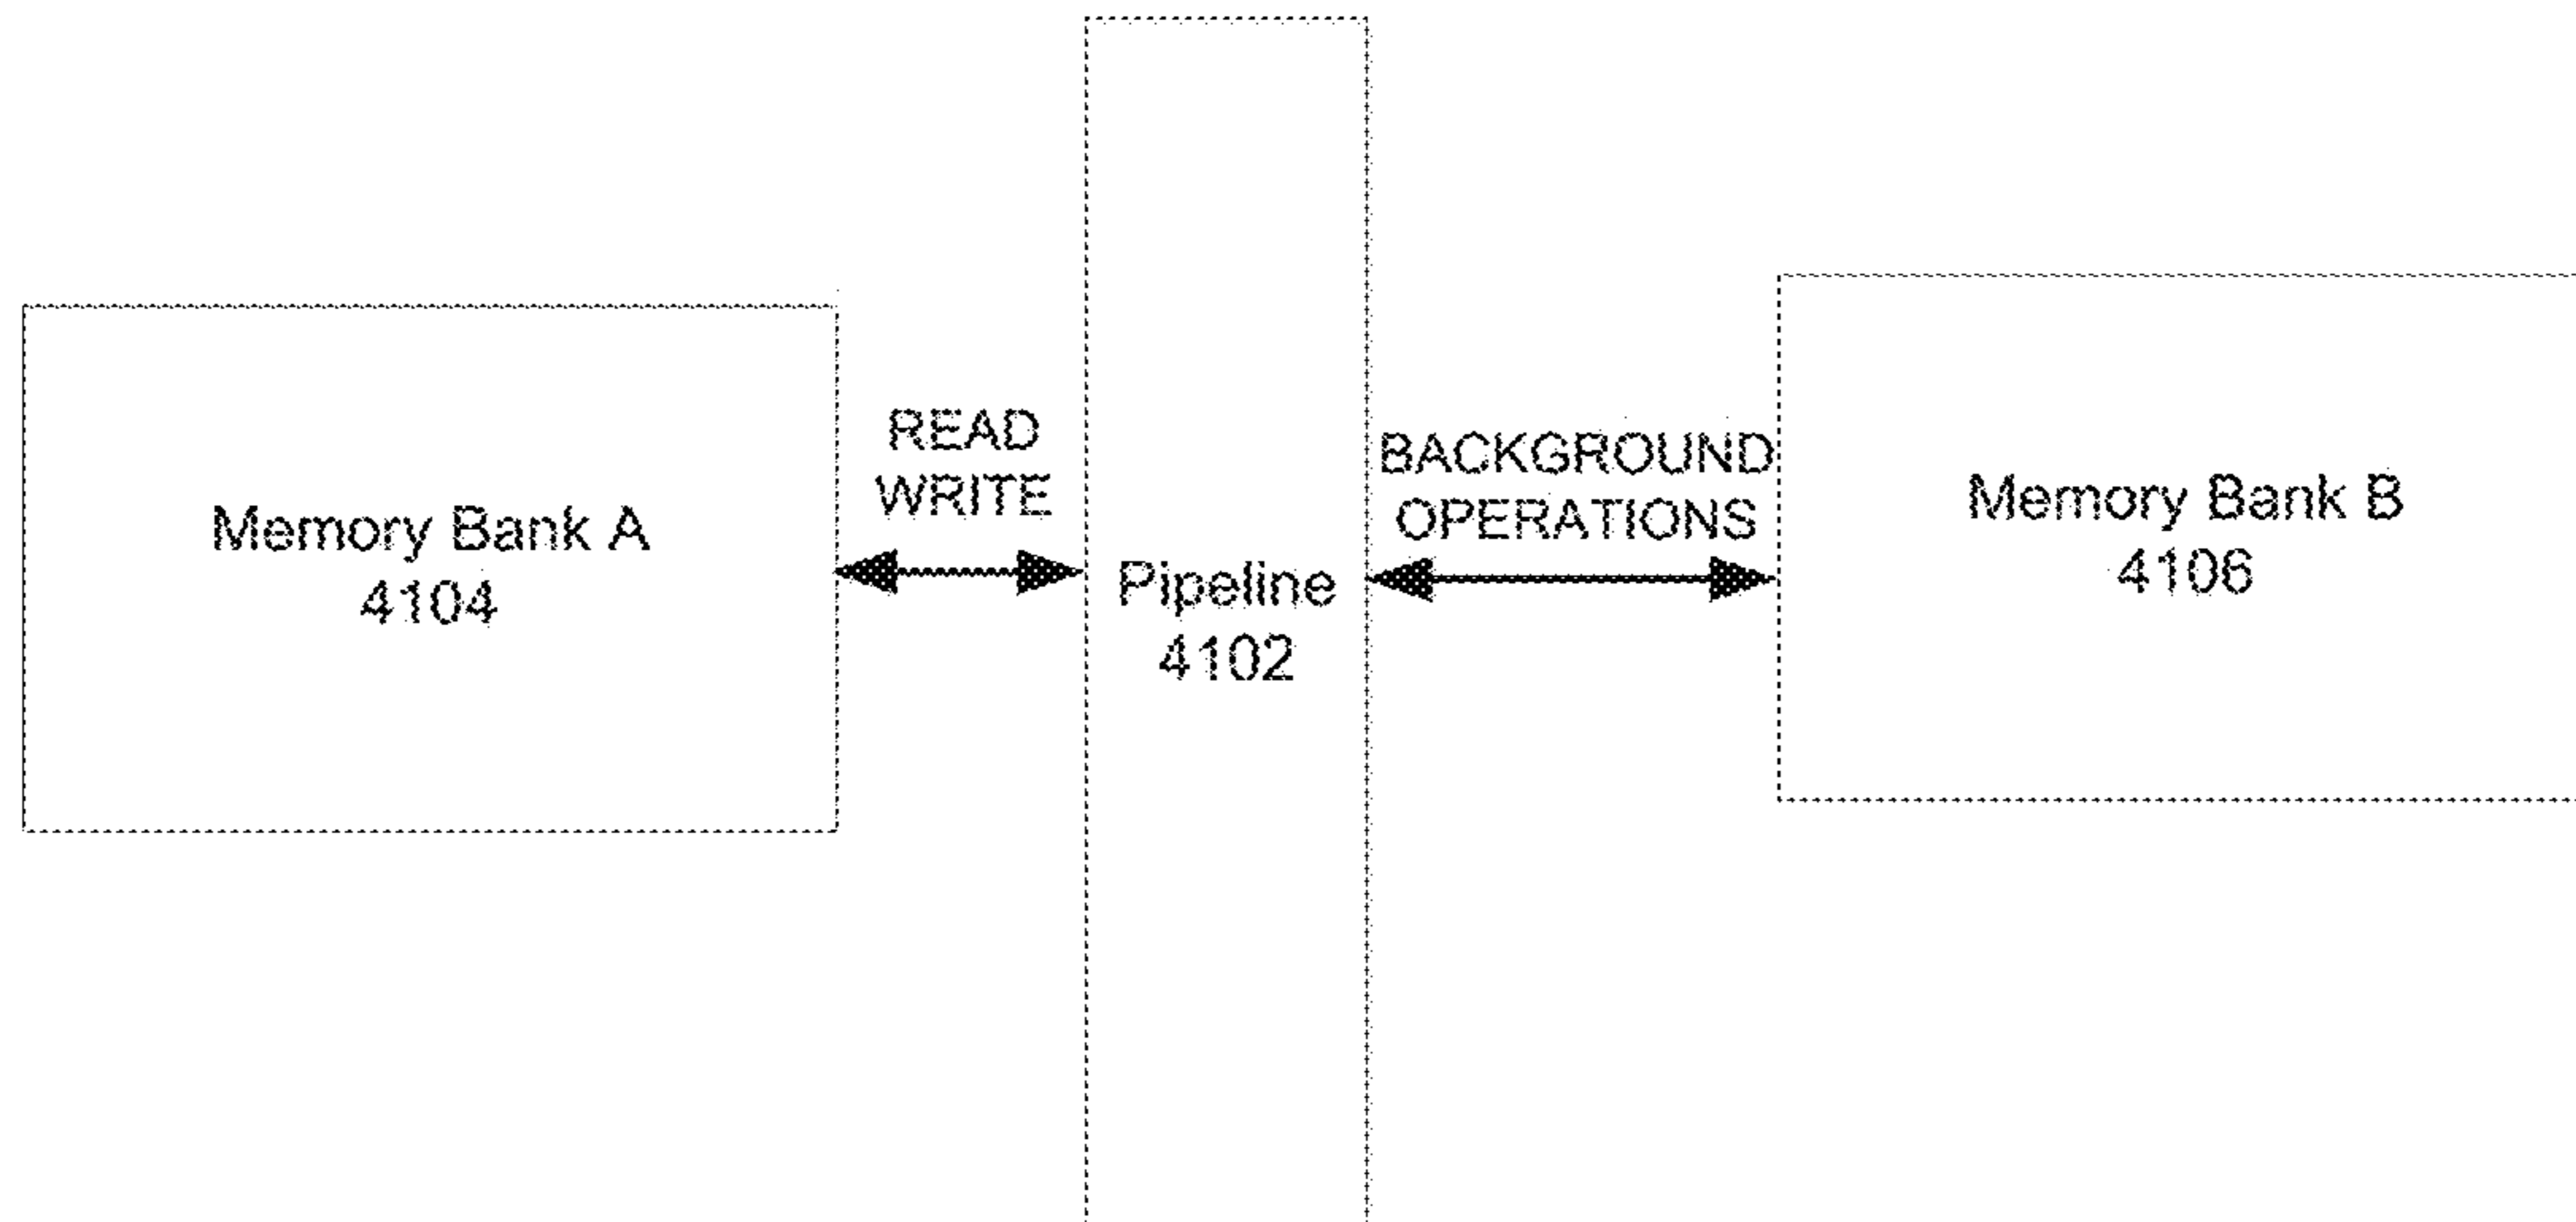 Memory Bank A
4104
READ
WRITE
Pipeline
4102
BACKGROUND
OPERATIONS
Memory Bank B
4106